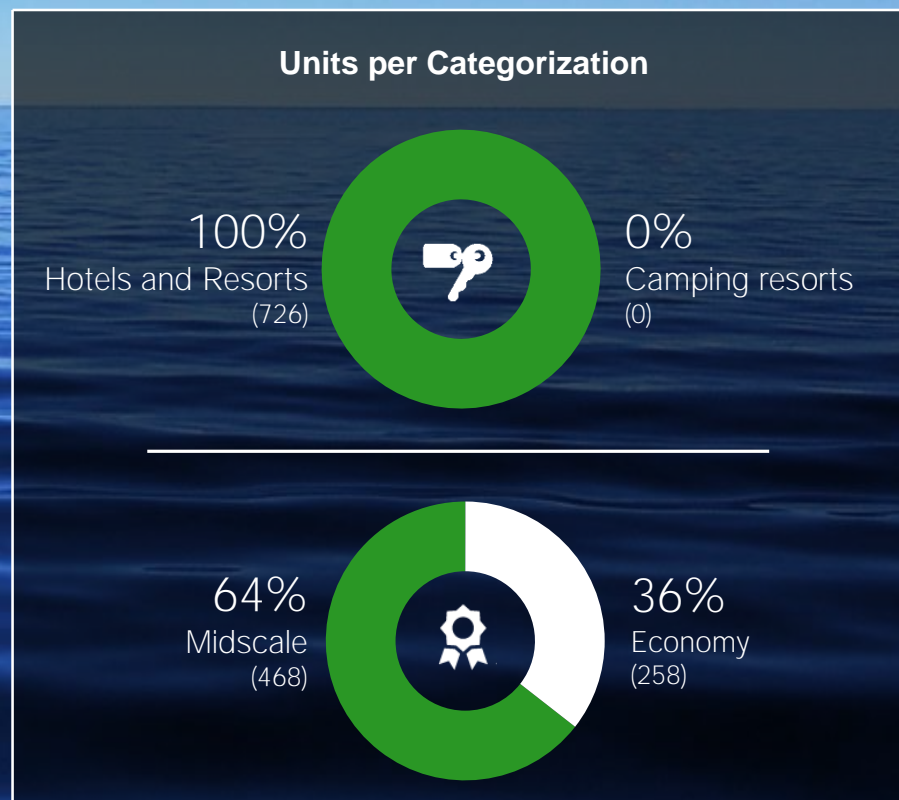 Units per Categorization
100%
Hotels and Resorts
(726)
0%
Camping resorts
(0)
64%
Midscale
(468)
36%
Economy
(258)